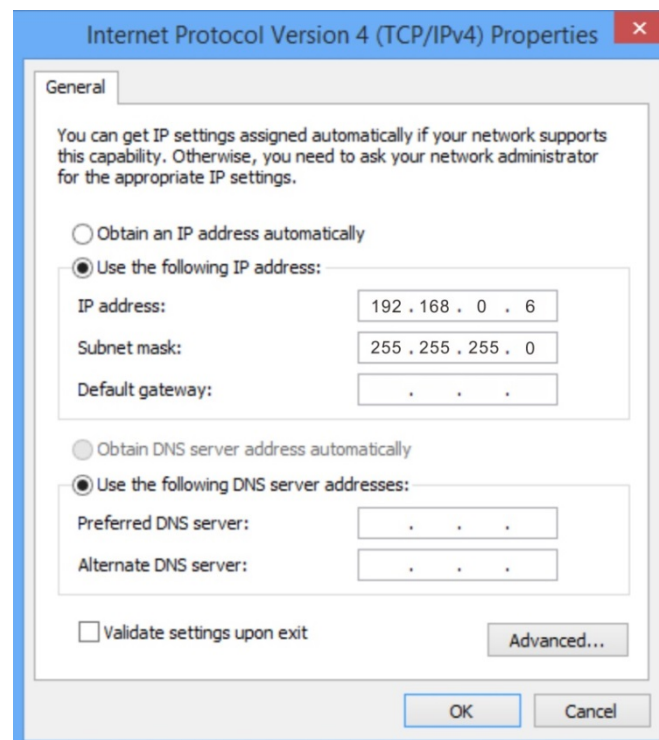 Internet Protocol Version 4 (TCP/IPv4) Properties
General
You can get IP settings assigned automatically if your network supports
this capability. Otherwise, you need to ask your network administrator
for the appropriate IP settings.
Obtain an IP address automatically
Use the following IP address:
IP address: 192 . 168 . 0 . 6
Subnet mask: 255 . 255 . 255 . 0
Default gateway: . . .
Obtain DNS server address automatically
Use the following DNS server addresses:
Preferred DNS server: . . .
Alternate DNS server: . . .
Validate settings upon exit
Advanced...
OK Cancel